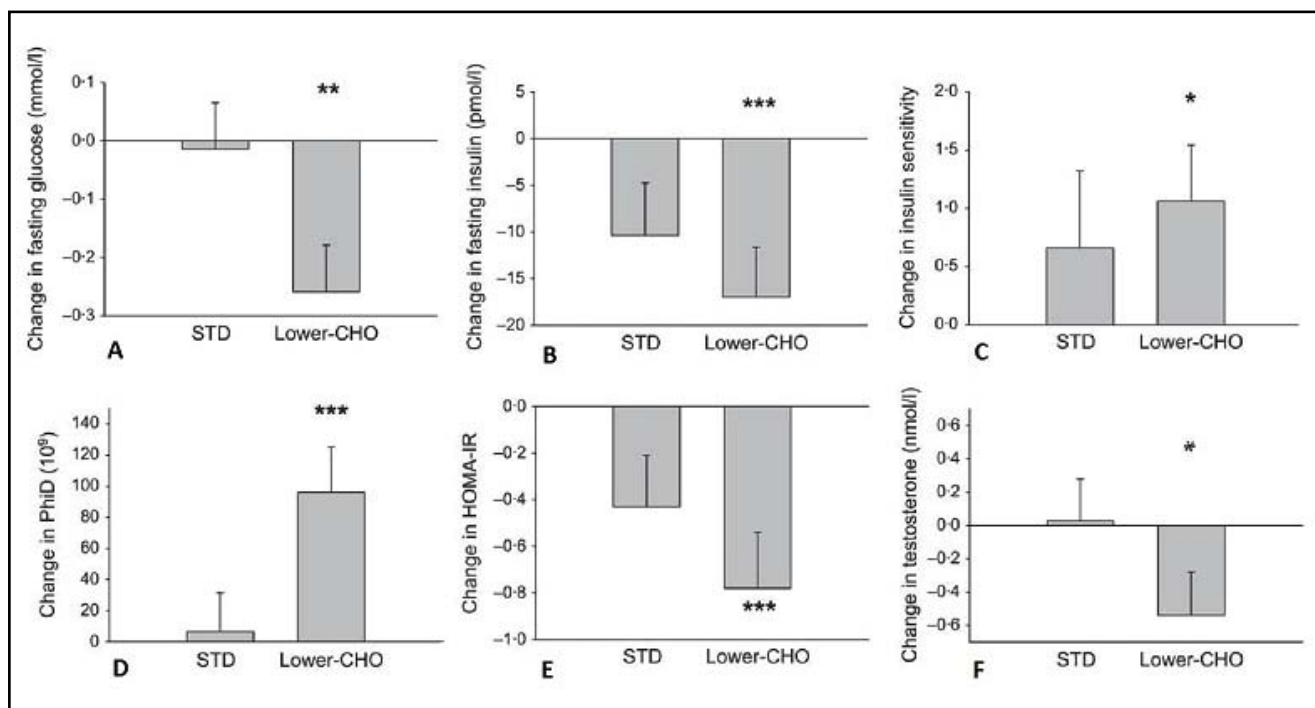 Change in fasting glucose (mmol/l)
0·1
0·0
–0·1
–0·2
–0·3
**
STD
Lower-CHO
A
Change in fasting insulin (pmol/l)
5
0
–5
–10
–15
–20
***
STD
Lower-CHO
B
Change in insulin sensitivity
2·0
1·5
1·0
0·5
0·0
*
STD
Lower-CHO
C
Change in PhiD (10⁹)
140
120
100
80
60
40
20
0
***
STD
Lower-CHO
D
Change in HOMA-IR
0·0
–0·2
–0·4
–0·6
–0·8
–1·0
***
STD
Lower-CHO
E
Change in testosterone (nmol/l)
0·6
0·4
0·2
0·0
–0·2
–0·4
–0·6
*
STD
Lower-CHO
F